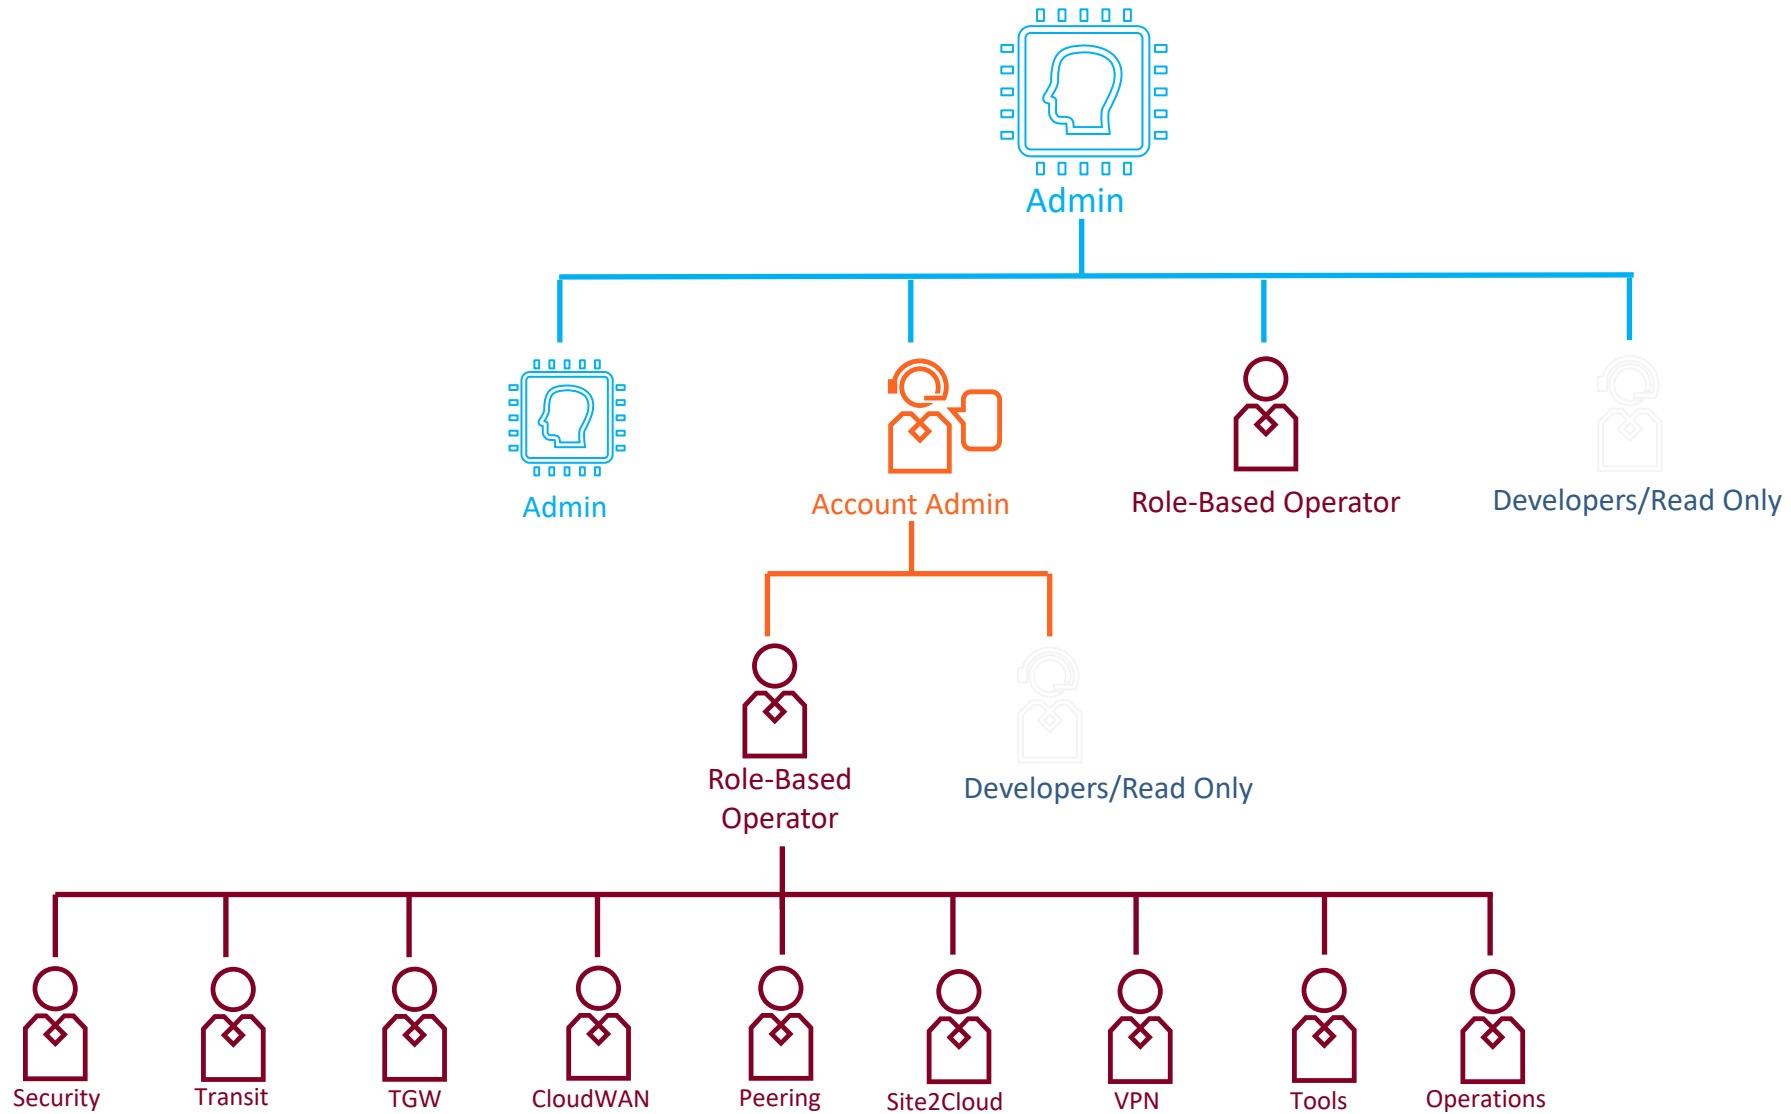 Admin
Admin
Account Admin
Role-Based Operator
Developers/Read Only
Role-Based
Operator
Developers/Read Only
Security
Transit
TGW
CloudWAN
Peering
Site2Cloud
VPN
Tools
Operations